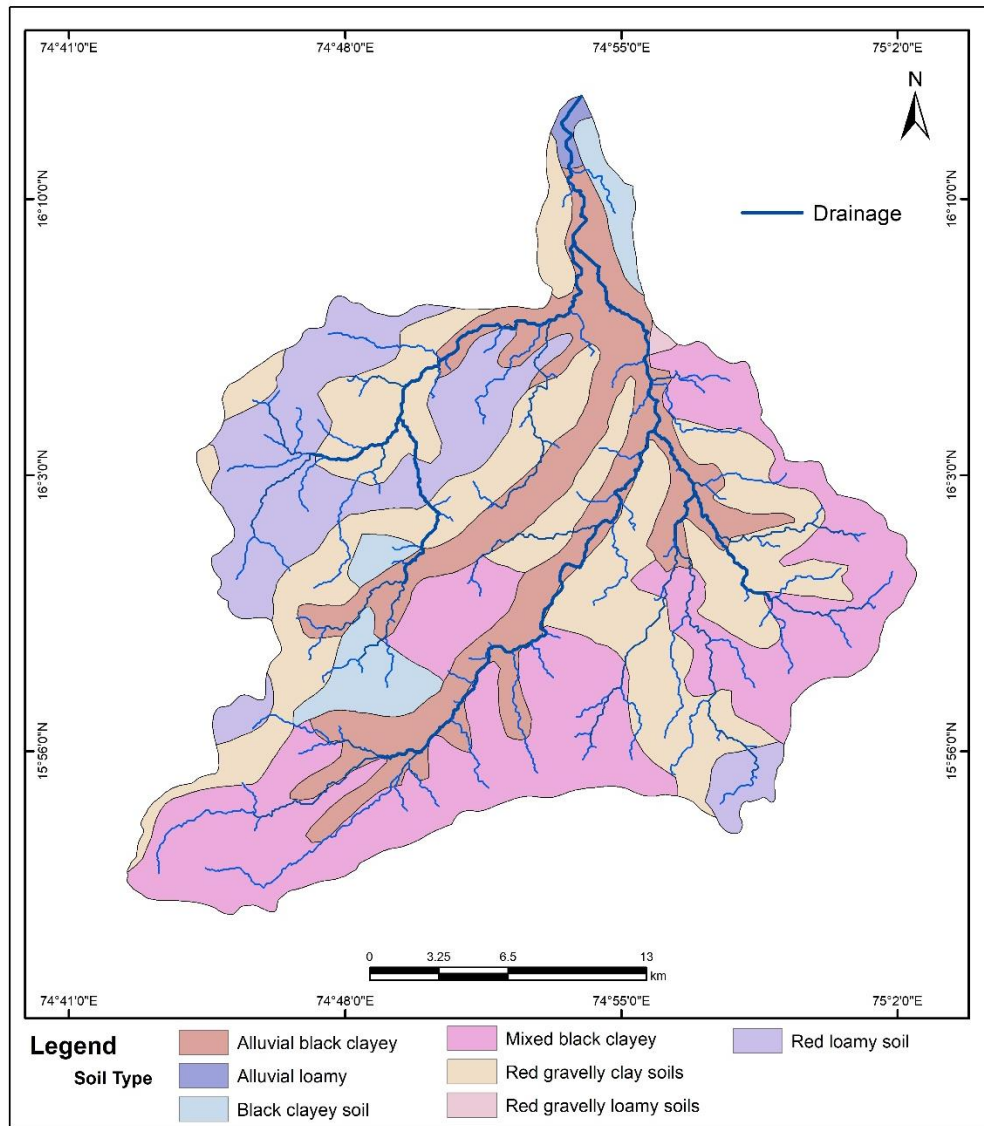 74°41'0"E 74°48'0"E 74°55'0"E 75°2'0"E
N
16°10'0"N 16°10'0"N
Drainage
16°3'0"N 16°3'0"N
15°56'0"N 15°56'0"N
0 3.25 6.5 13
km
74°41'0"E 74°48'0"E 74°55'0"E 75°2'0"E
Legend
Soil Type
Alluvial black clayey
Alluvial loamy
Black clayey soil
Mixed black clayey
Red gravelly clay soils
Red gravelly loamy soils
Red loamy soil